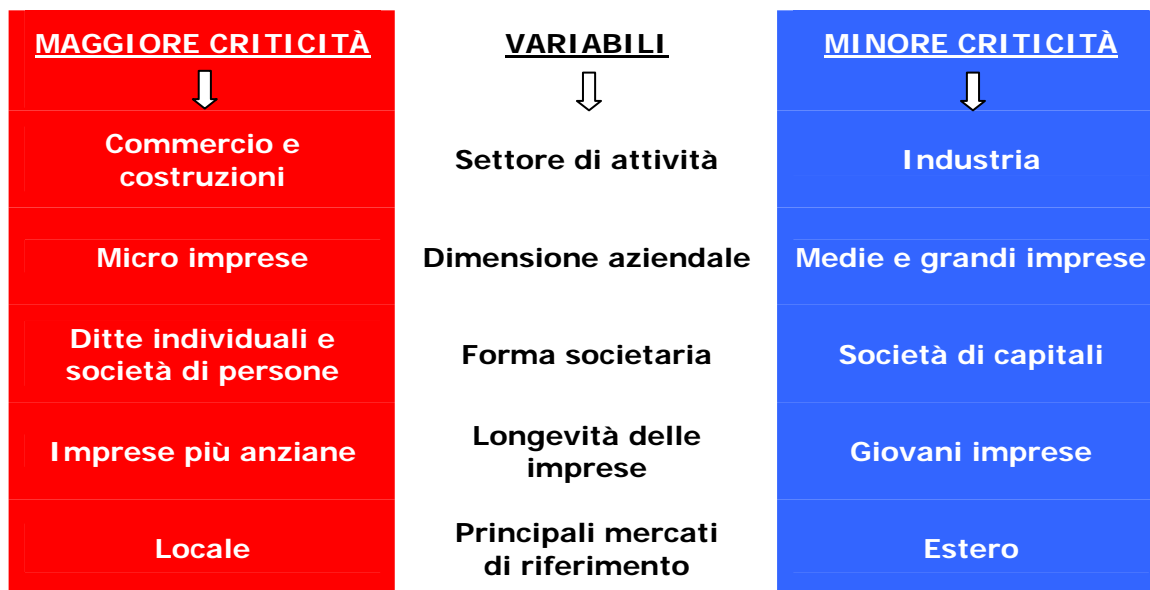 MAGGIORE CRITICITÀ
VARIABILI
MINORE CRITICITÀ
Commercio e
costruzioni
Settore di attività
Industria
Micro imprese
Dimensione aziendale
Medie e grandi imprese
Ditte individuali e
società di persone
Forma societaria
Società di capitali
Imprese più anziane
Longevità delle
imprese
Giovani imprese
Locale
Principali mercati
di riferimento
Estero